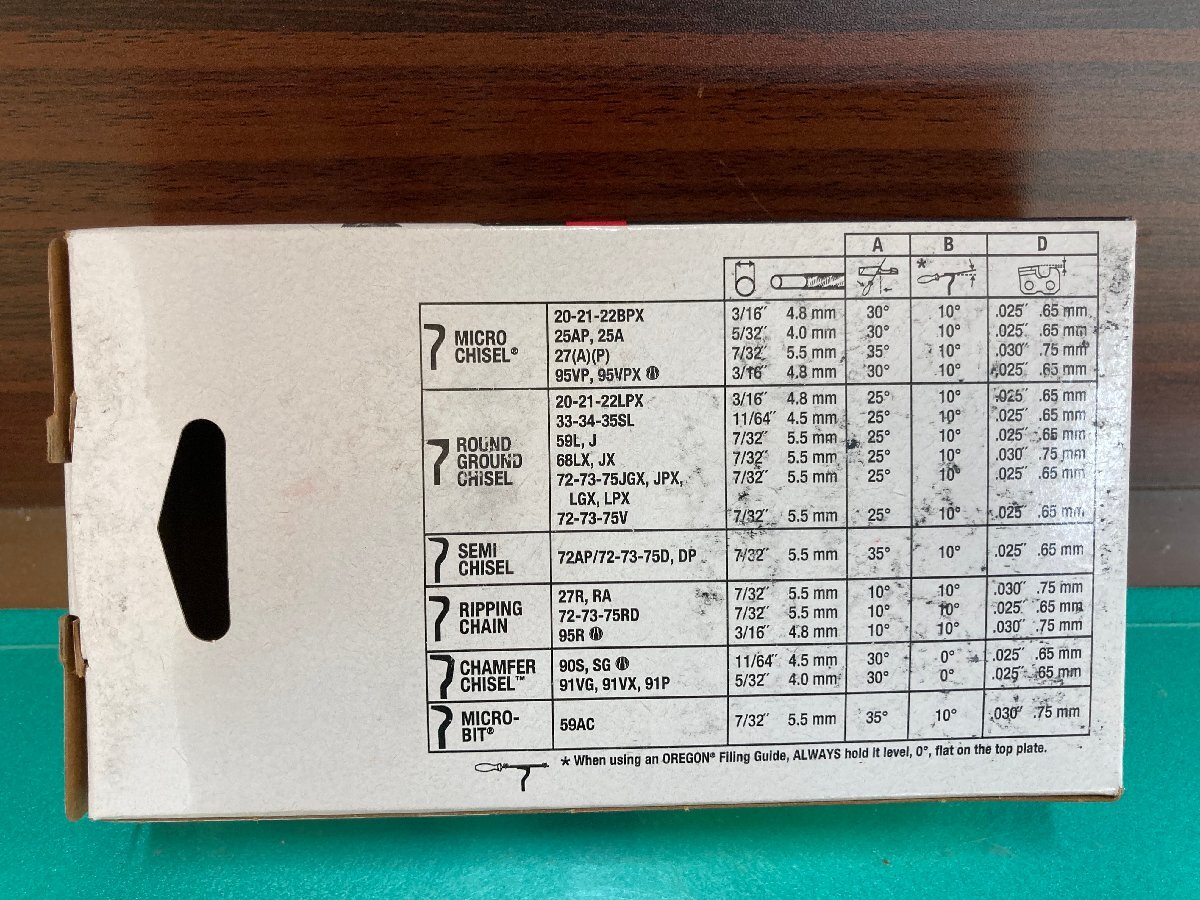 A B D
*
MICRO CHISEL®
20-21-22BPX 3/16″ 4.8 mm 30° 10° .025″ .65 mm
25AP, 25A 5/32″ 4.0 mm 30° 10° .025″ .65 mm
27(A)(P) 7/32″ 5.5 mm 35° 10° .030″ .75 mm
95VP, 95VPX 3/16″ 4.8 mm 30° 10° .025″ .65 mm
ROUND GROUND CHISEL
20-21-22LPX 3/16″ 4.8 mm 25° 10° .025″ .65 mm
33-34-35SL 11/64″ 4.5 mm 25° 10° .025″ .65 mm
59L, J 7/32″ 5.5 mm 25° 10° .025″ .65 mm
68LX, JX 7/32″ 5.5 mm 25° 10° .030″ .75 mm
72-73-75JGX, JPX, 7/32″ 5.5 mm 25° 10° .025″ .65 mm
LGX, LPX
72-73-75V 7/32″ 5.5 mm 25° 10° .025″ .65 mm
SEMI CHISEL
72AP/72-73-75D, DP 7/32″ 5.5 mm 35° 10° .025″ .65 mm
RIPPING CHAIN
27R, RA 7/32″ 5.5 mm 10° 10° .030″ .75 mm
72-73-75RD 7/32″ 5.5 mm 10° 10° .025″ .65 mm
95R 3/16″ 4.8 mm 10° 10° .030″ .75 mm
CHAMFER CHISEL™
90S, SG 11/64″ 4.5 mm 30° 0° .025″ .65 mm
91VG, 91VX, 91P 5/32″ 4.0 mm 30° 0° .025″ .65 mm
MICRO-BIT®
59AC 7/32″ 5.5 mm 35° 10° .030″ .75 mm
* When using an OREGON® Filing Guide, ALWAYS hold it level, 0°, flat on the top plate.